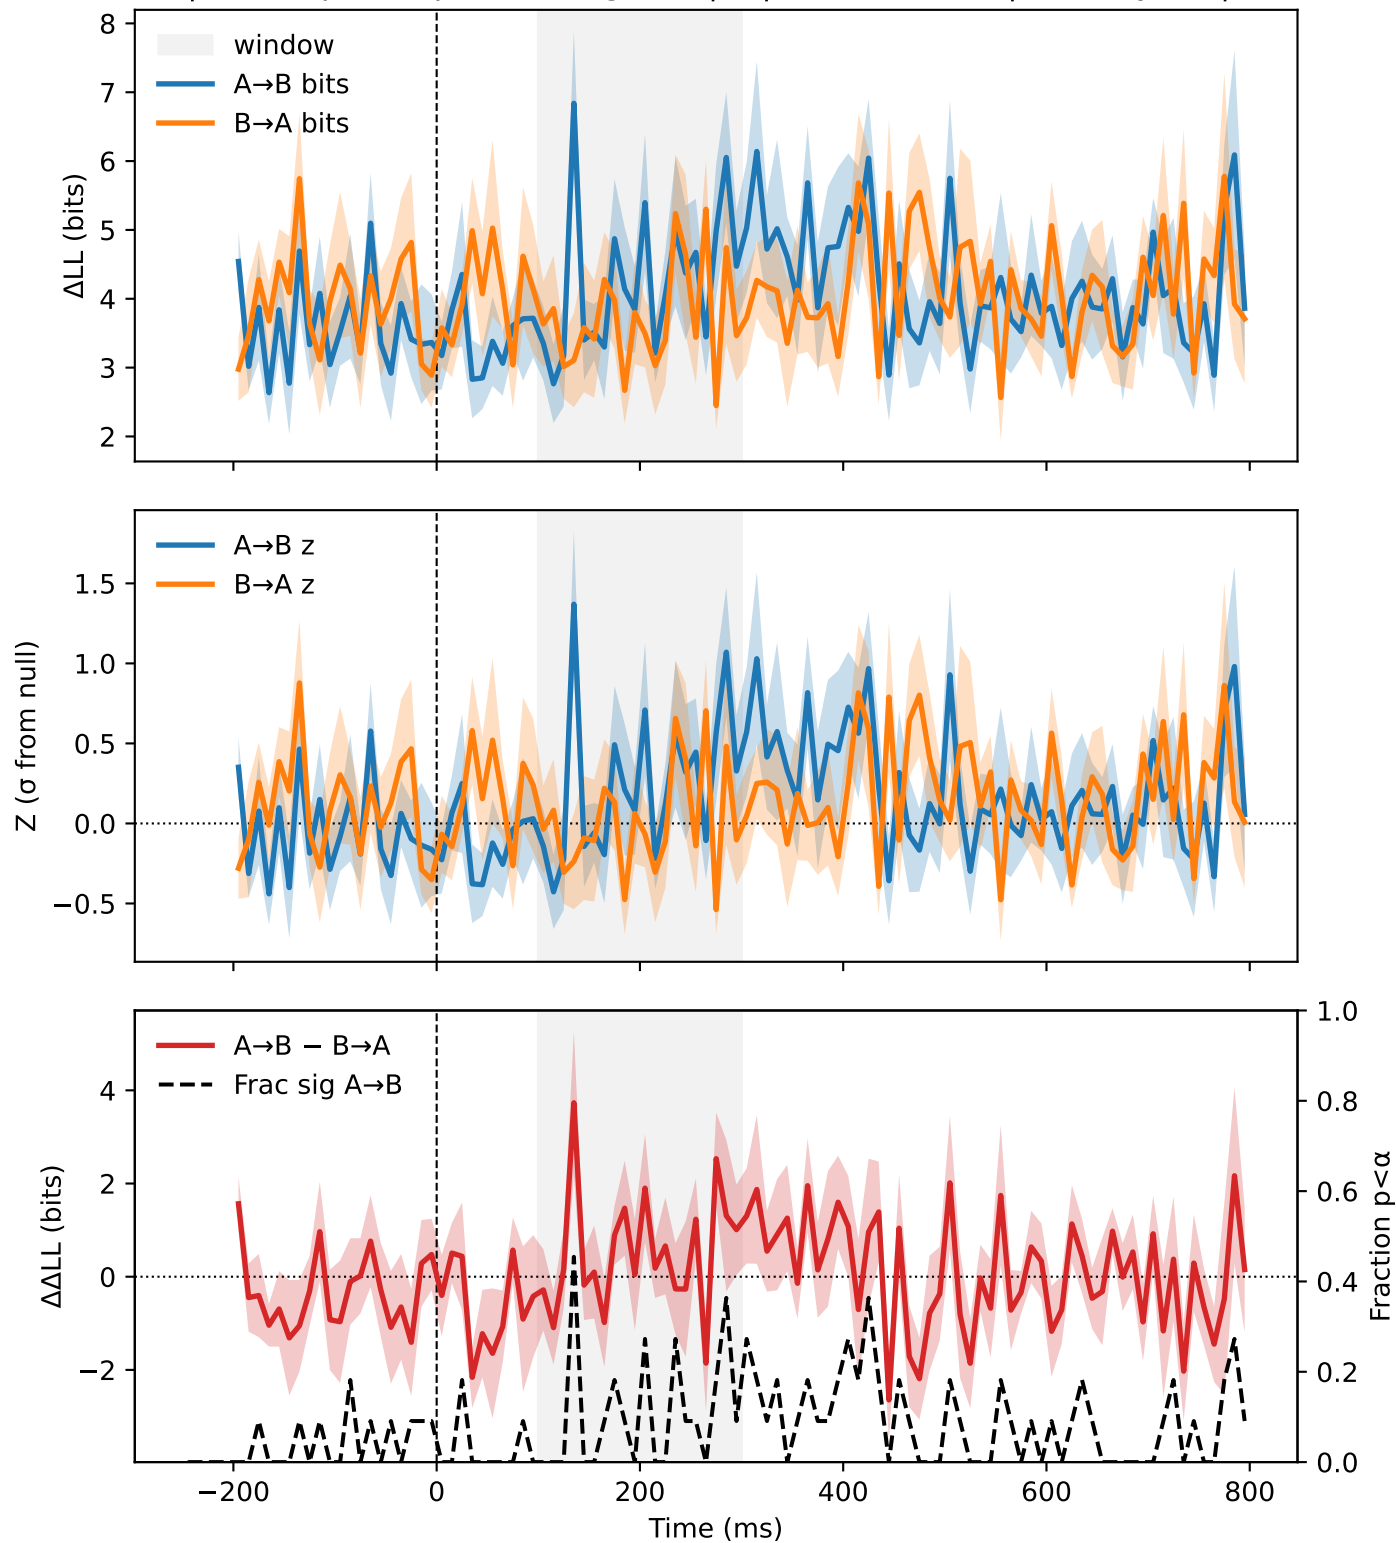 8
7
6
5
4
3
2
ΔLL (bits)
window
A→B bits
B→A bits
1.5
1.0
0.5
0.0
−0.5
Z (σ from null)
A→B z
B→A z
4
2
0
−2
ΔΔLL (bits)
A→B − B→A
Frac sig A→B
1.0
0.8
0.6
0.4
0.2
0.0
Fraction p<α
−200
0
200
400
600
800
Time (ms)